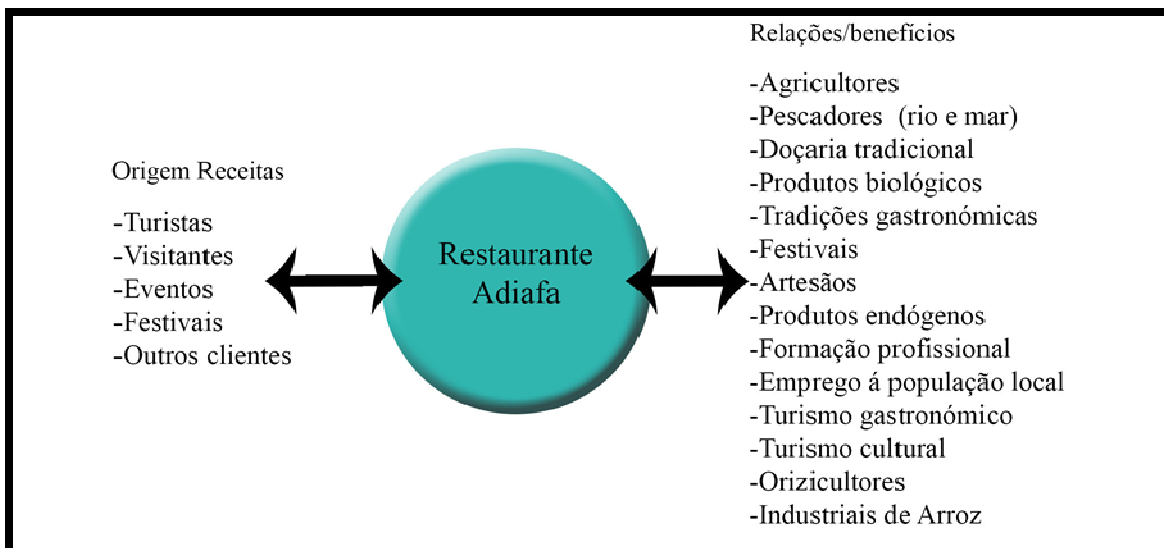 Origem Receitas
-Turistas
-Visitantes
-Eventos
-Festivais
-Outros clientes
Restaurante
Adiafa
Relações/benefícios
-Agricultores
-Pescadores (rio e mar)
-Doçaria tradicional
-Produtos biológicos
-Tradições gastronómicas
-Festivais
-Artesãos
-Produtos endógenos
-Formação profissional
-Emprego á população local
-Turismo gastronómico
-Turismo cultural
-Orizicultores
-Industriais de Arroz